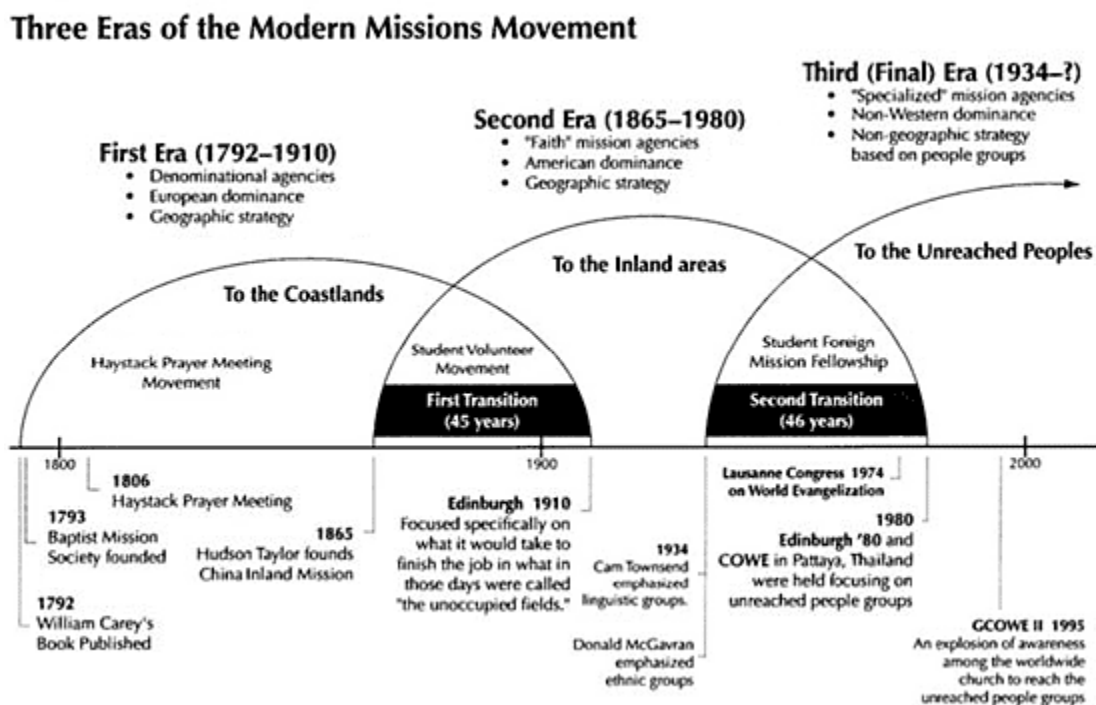 Three Eras of the Modern Missions Movement
First Era (1792–1910)
• Denominational agencies
• European dominance
• Geographic strategy
Second Era (1865–1980)
• "Faith" mission agencies
• American dominance
• Geographic strategy
Third (Final) Era (1934–?)
• "Specialized" mission agencies
• Non-Western dominance
• Non-geographic strategy
based on people groups
To the Coastlands
To the Inland areas
To the Unreached Peoples
Haystack Prayer Meeting
Movement
Student Volunteer
Movement
First Transition
(45 years)
Student Foreign
Mission Fellowship
Second Transition
(46 years)
1800
1900
2000
1806
Haystack Prayer Meeting
1793
Baptist Mission
Society founded
1792
William Carey's
Book Published
1865
Hudson Taylor founds
China Inland Mission
Edinburgh 1910
Focused specifically on
what it would take to
finish the job in what in
those days were called
"the unoccupied fields."
1934
Cam Townsend
emphasized
linguistic groups.
Donald McGavran
emphasized
ethnic groups
Lausanne Congress 1974
on World Evangelization
1980
Edinburgh '80 and
COWE in Pattaya, Thailand
were held focusing on
unreached people groups
GCOWE II 1995
An explosion of awareness
among the worldwide
church to reach the
unreached people groups